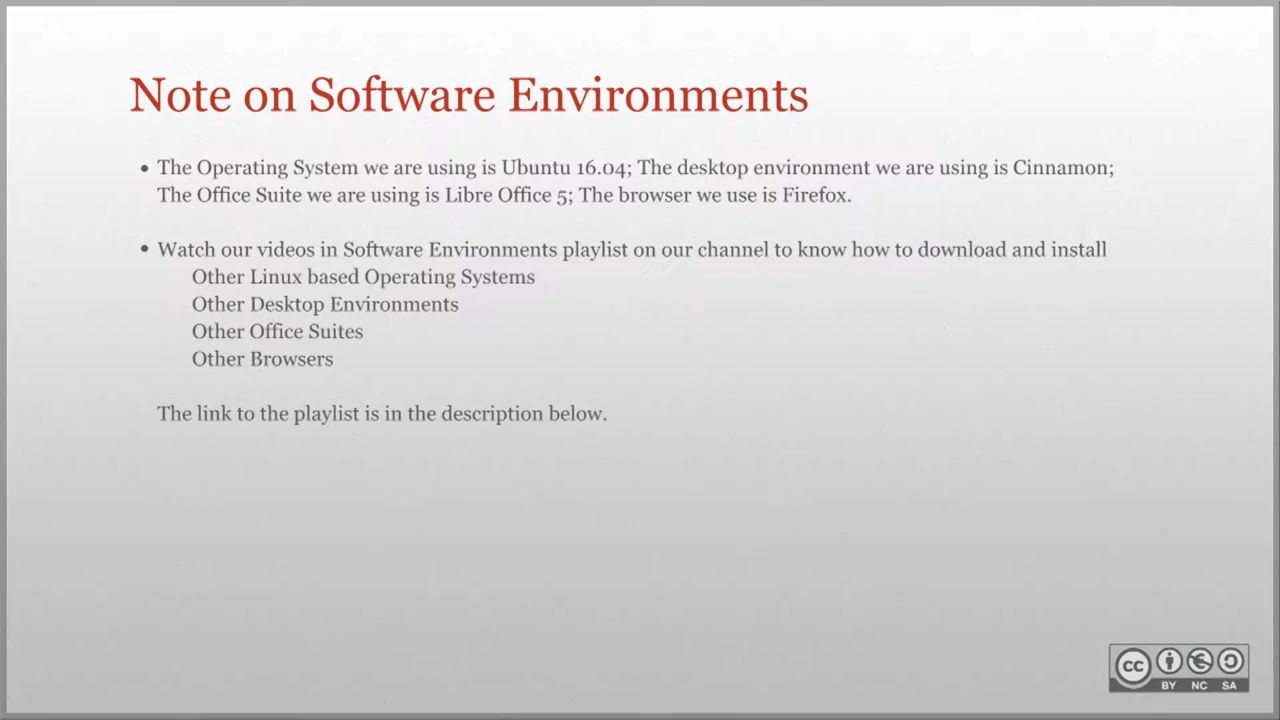 Note on Software Environments
• The Operating System we are using is Ubuntu 16.04; The desktop environment we are using is Cinnamon;
The Office Suite we are using is Libre Office 5; The browser we use is Firefox.
• Watch our videos in Software Environments playlist on our channel to know how to download and install
Other Linux based Operating Systems
Other Desktop Environments
Other Office Suites
Other Browsers
The link to the playlist is in the description below.
CC
BY NC SA